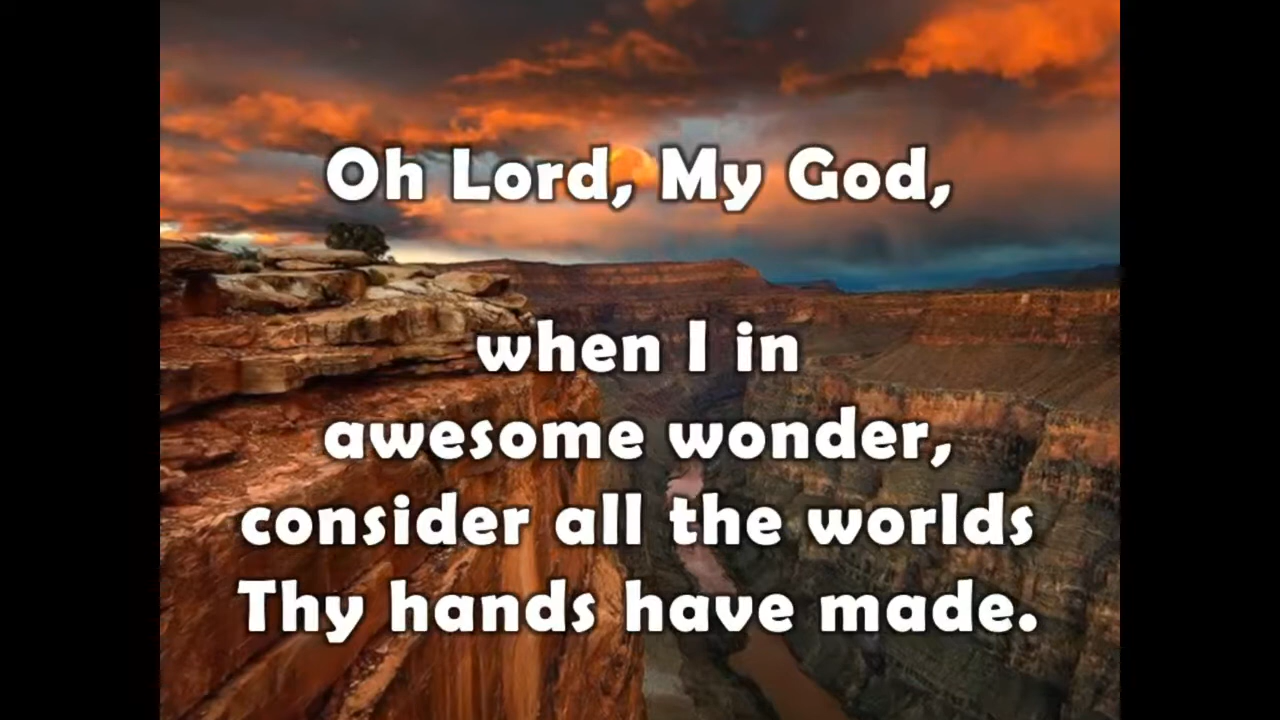 Oh Lord, My God,
when I in
awesome wonder,
consider all the worlds
Thy hands have made.